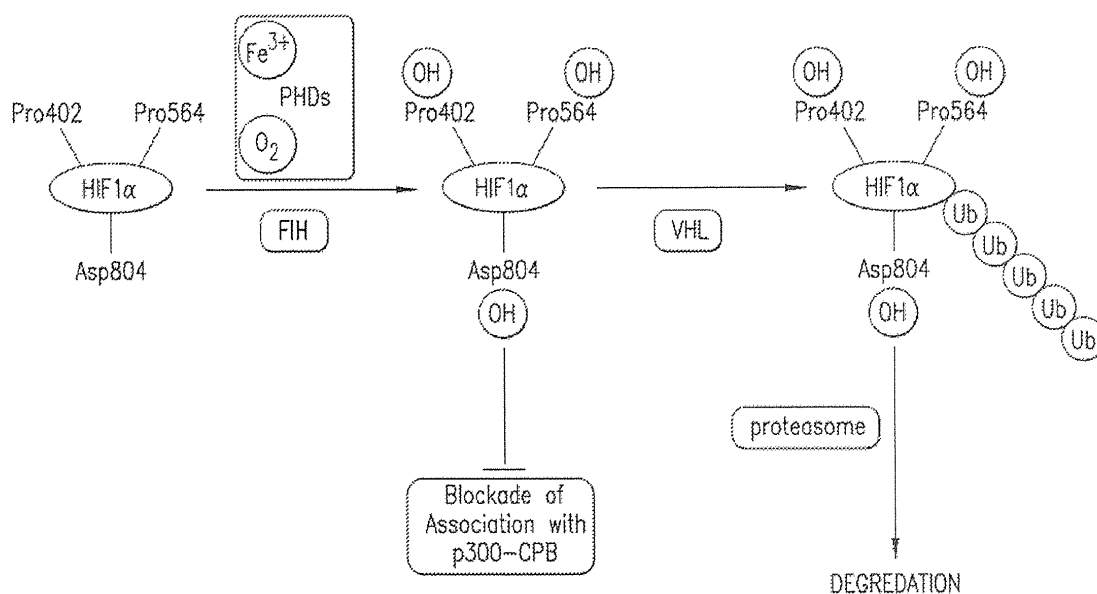 Pro402
Pro564
HIF1α
Asp804
Fe3+
PHDs
O2
FIH
OH
OH
Pro402
Pro564
HIF1α
Asp804
OH
Blockade of
Association with
p300-CPB
VHL
OH
OH
Pro402
Pro564
HIF1α
Ub
Ub
Ub
Ub
Ub
Asp804
OH
proteasome
DEGREDATION